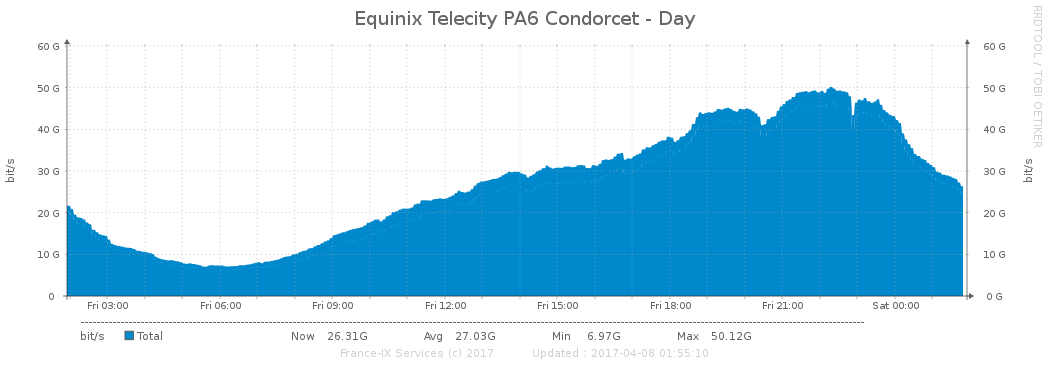 Equinix Telecity PA6 Condorcet - Day
RRDTOOL / TOBI OETIKER
60 G 60 G
50 G 50 G
40 G 40 G
30 G 30 G
20 G 20 G
10 G 10 G
0 0 G
bit/s bit/s
Fri 03:00 Fri 06:00 Fri 09:00 Fri 12:00 Fri 15:00 Fri 18:00 Fri 21:00 Sat 00:00
bit/s Total Now 26.31G Avg 27.03G Min 6.97G Max 50.12G
France-IX Services (c) 2017 Updated : 2017-04-08 01:55:10